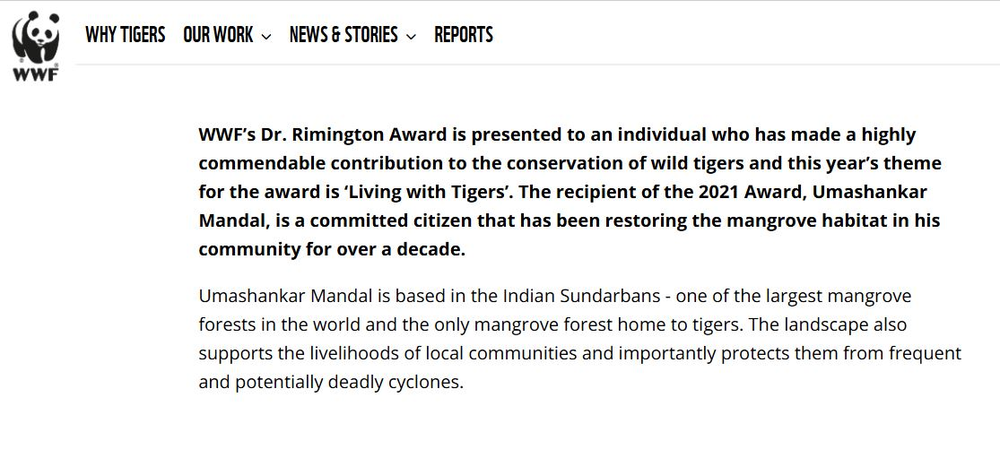 WHY TIGERS OUR WORK NEWS & STORIES REPORTS
WWF
®
WWF’s Dr. Rimington Award is presented to an individual who has made a highly
commendable contribution to the conservation of wild tigers and this year’s theme
for the award is ‘Living with Tigers’. The recipient of the 2021 Award, Umashankar
Mandal, is a committed citizen that has been restoring the mangrove habitat in his
community for over a decade.
Umashankar Mandal is based in the Indian Sundarbans - one of the largest mangrove
forests in the world and the only mangrove forest home to tigers. The landscape also
supports the livelihoods of local communities and importantly protects them from frequent
and potentially deadly cyclones.